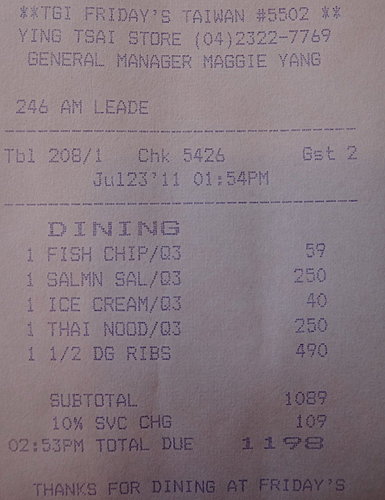 **TGI FRIDAY'S TAIWAN #5502 **
YING TSAI STORE (04)2322-7769
GENERAL MANAGER MAGGIE YANG
246 AM LEADE
Tbl 208/1 Chk 5426 Gst 2
Jul23'11 01:54PM
DINING
1 FISH CHIP/Q3 59
1 SALMN SAL/Q3 250
1 ICE CREAM/Q3 40
1 THAI NOOD/Q3 250
1 1/2 DG RIBS 490
SUBTOTAL 1089
10% SVC CHG 109
02:53PM TOTAL DUE 1198
THANKS FOR DINING AT FRIDAY'S